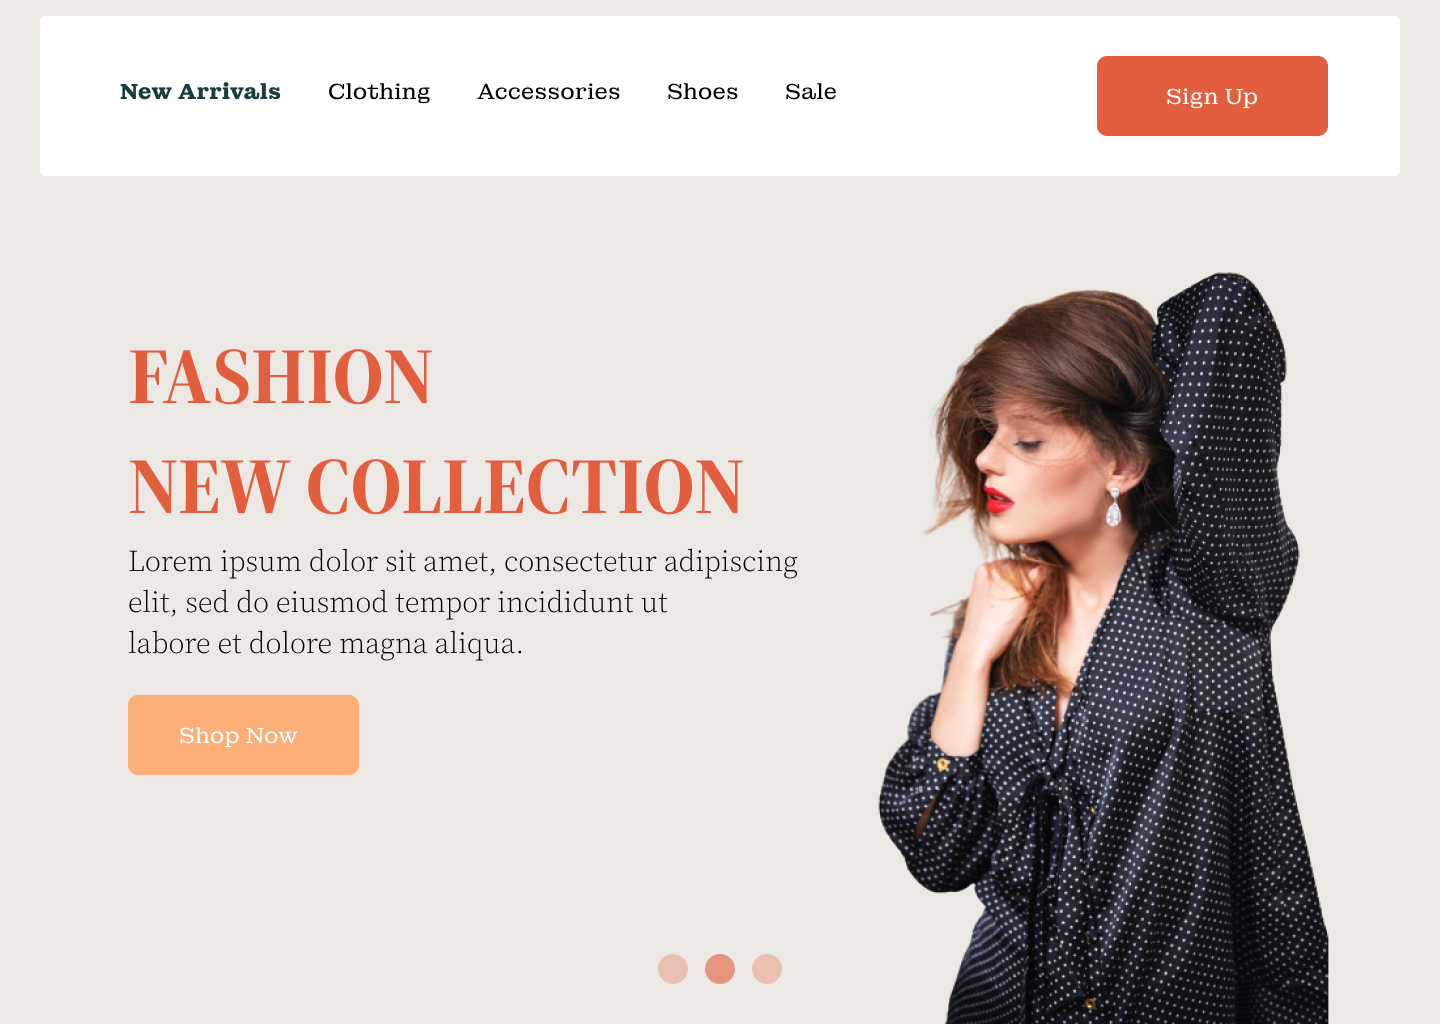 New Arrivals Clothing Accessories Shoes Sale Sign Up
FASHION
NEW COLLECTION
Lorem ipsum dolor sit amet, consectetur adipiscing
elit, sed do eiusmod tempor incididunt ut
labore et dolore magna aliqua.
Shop Now